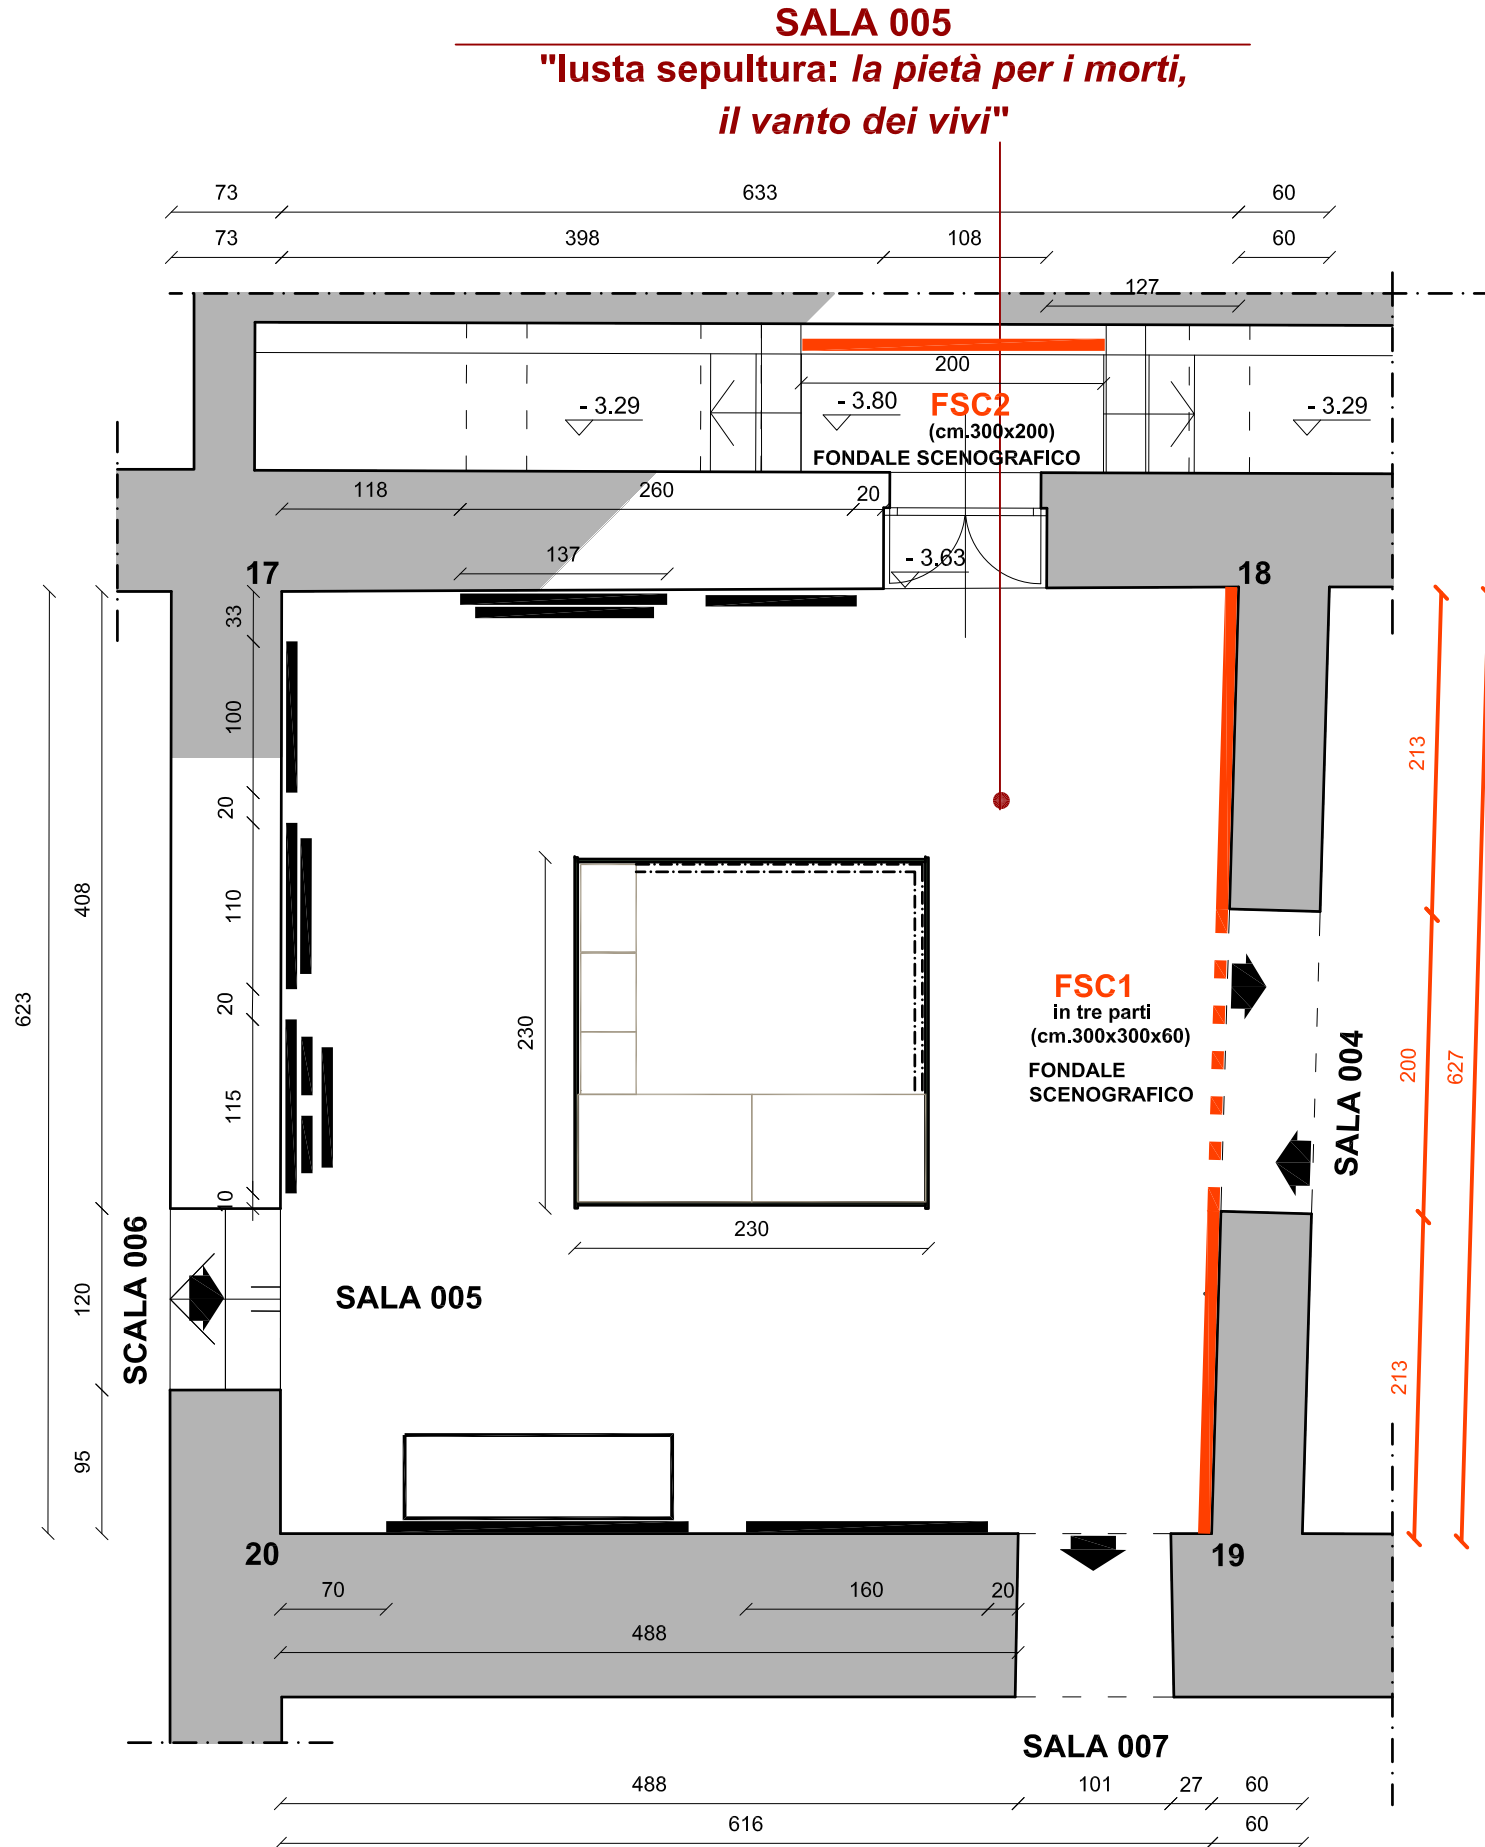 SALA 005
"Iusta sepultura: la pietà per i morti,
il vanto dei vivi"
73 633 60
73 398 108 60
127
200
- 3.29 - 3.80 FSC2 - 3.29
(cm.300x200)
FONDALE SCENOGRAFICO
118 260 20
137 - 3.63
17 18
33
100
20
110
20
115
10
408
623
120
95
213
200
627
213
230
230
FSC1
in tre parti
(cm.300x300x60)
FONDALE
SCENOGRAFICO
SALA 004
SCALA 006
SALA 005
20 19
70 160 20
488
SALA 007
488 101 27 60
616 60